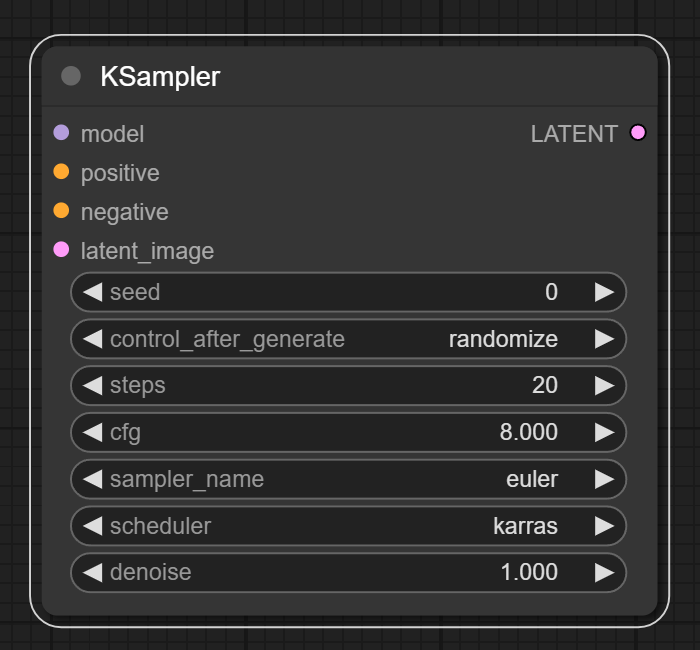 KSampler
model LATENT
positive
negative
latent_image
seed 0
control_after_generate randomize
steps 20
cfg 8.000
sampler_name euler
scheduler karras
denoise 1.000